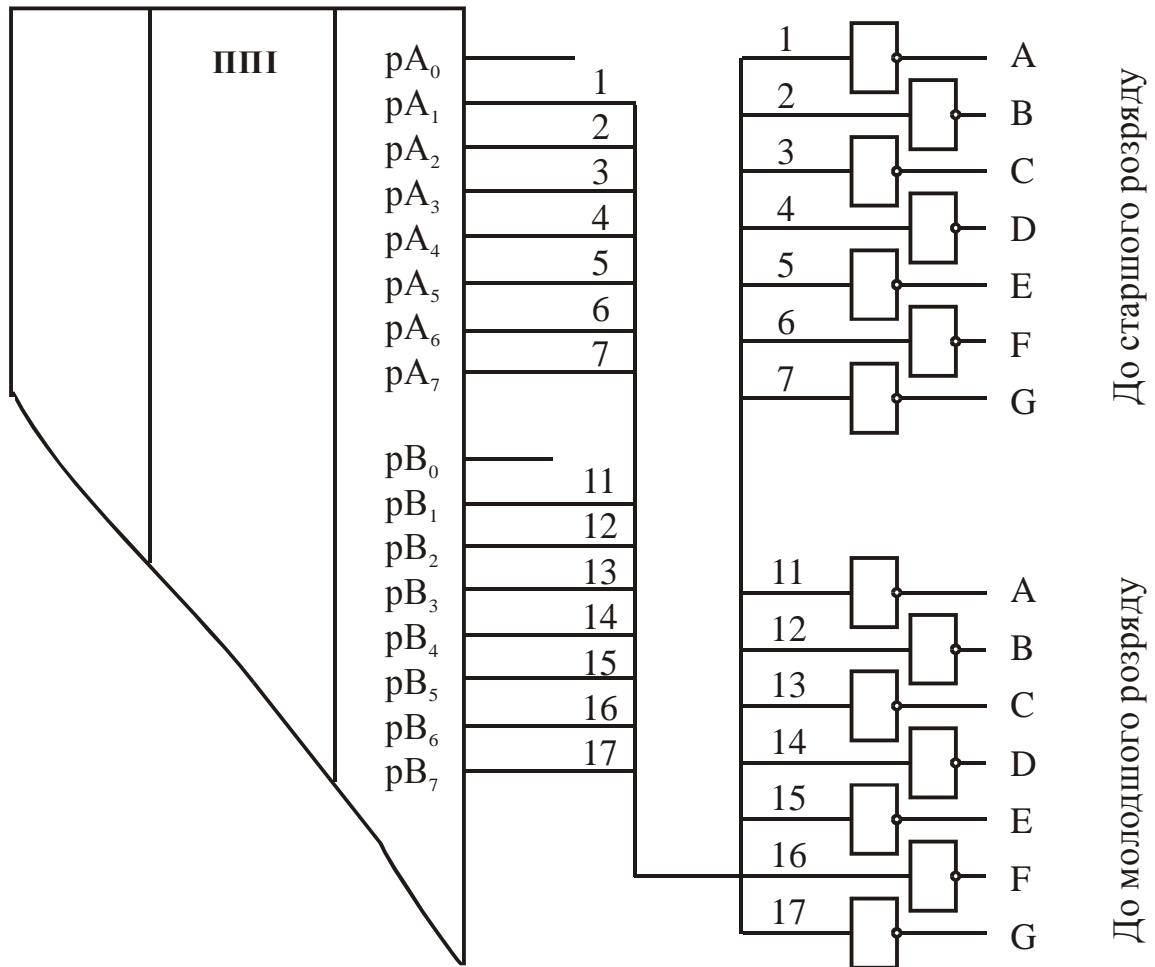 ППІ
pA₀
pA₁
pA₂
pA₃
pA₄
pA₅
pA₆
pA₇
pB₀
pB₁
pB₂
pB₃
pB₄
pB₅
pB₆
pB₇
1
2
3
4
5
6
7
11
12
13
14
15
16
17
1 A
2 B
3 C
4 D
5 E
6 F
7 G
До старшого розряду
11 A
12 B
13 C
14 D
15 E
16 F
17 G
До молодшого розряду